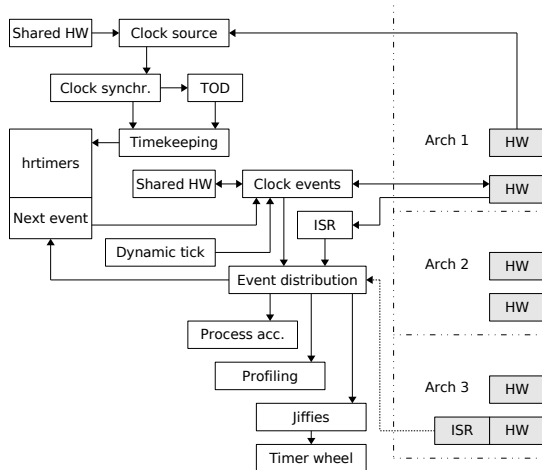 Shared HW
Clock source
Clock synchr.
TOD
Timekeeping
Arch 1
HW
hrtimers
Shared HW
Clock events
HW
Next event
ISR
Dynamic tick
Arch 2
HW
Event distribution
HW
Process acc.
Profiling
Arch 3
HW
Jiffies
ISR
HW
Timer wheel